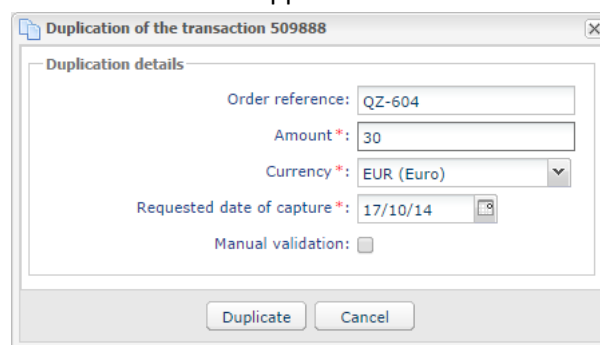 Duplication of the transaction 509888
Duplication details
Order reference: QZ-604
Amount*: 30
Currency*: EUR (Euro)
Requested date of capture*: 17/10/14
Manual validation:
Duplicate Cancel